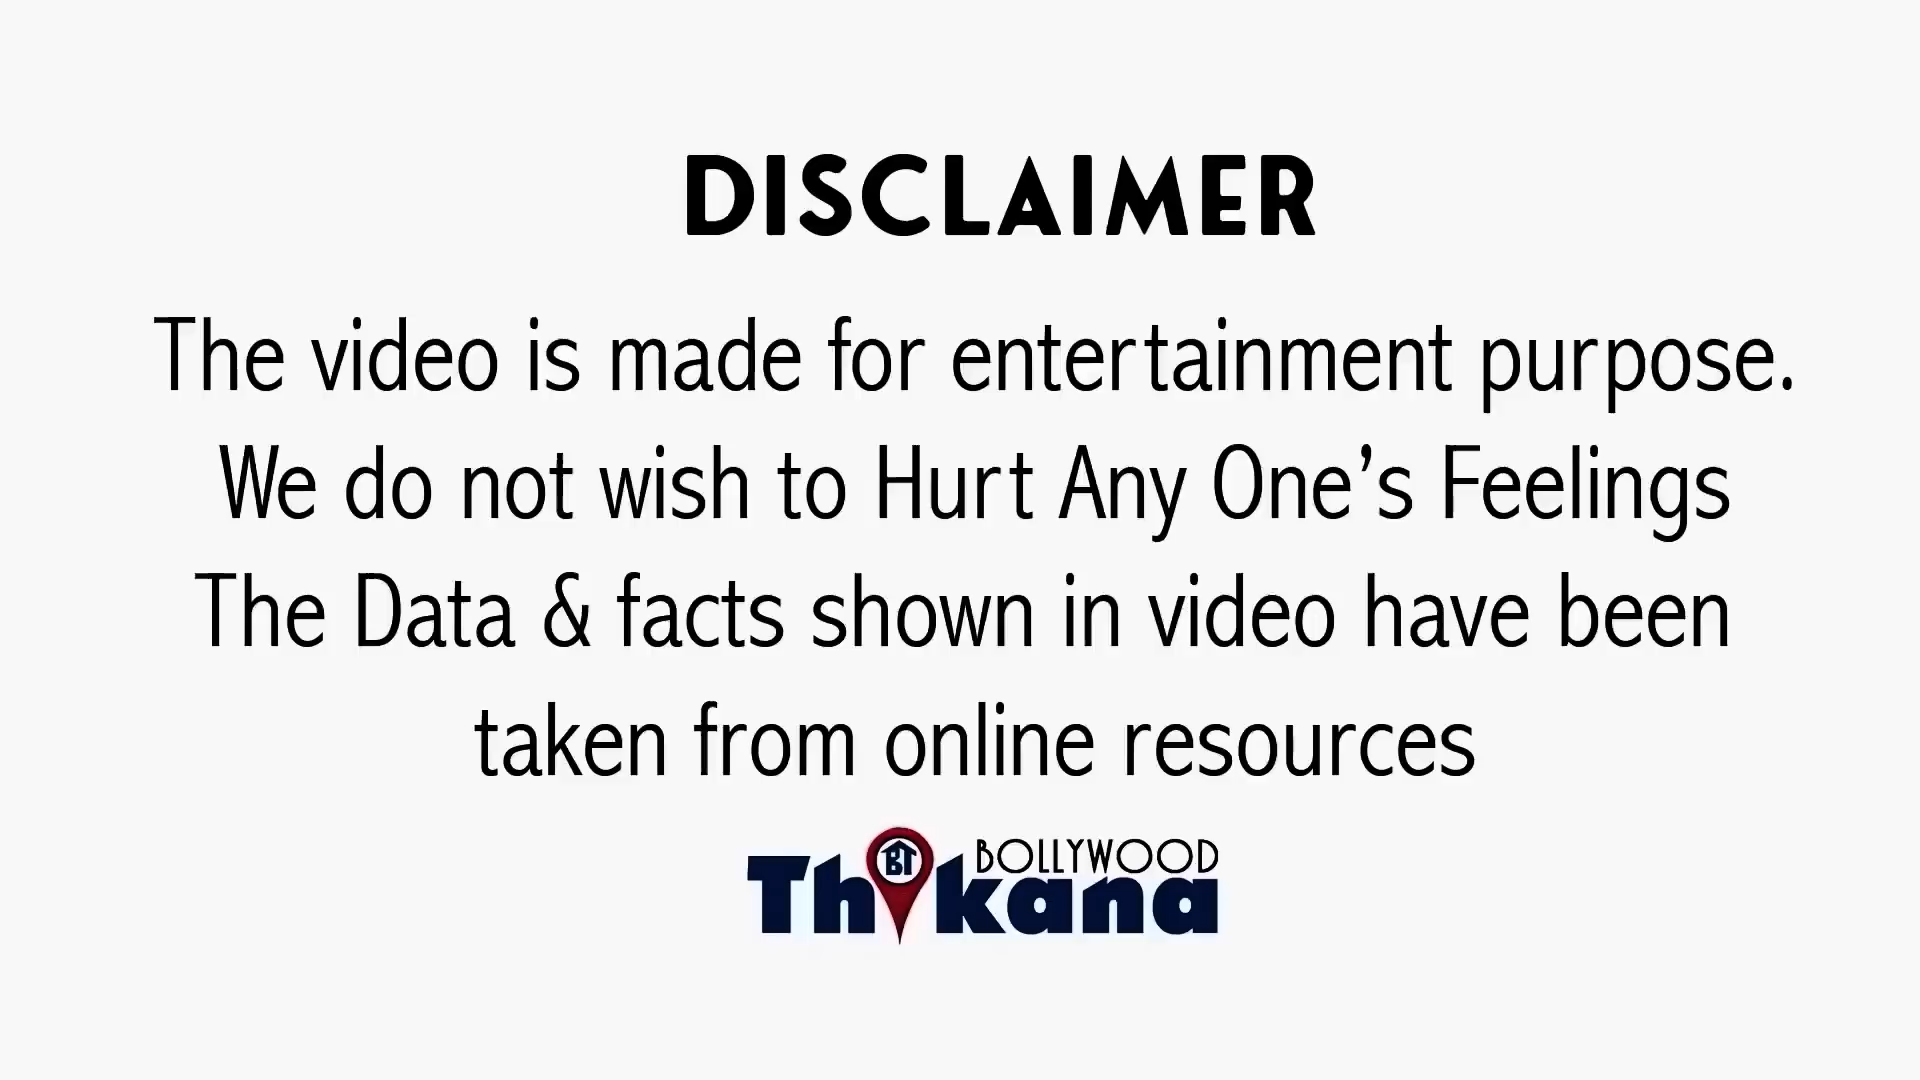 DISCLAIMER
The video is made for entertainment purpose.
We do not wish to Hurt Any One’s Feelings
The Data & facts shown in video have been
taken from online resources
BOLLYWOOD
BT
Thikana